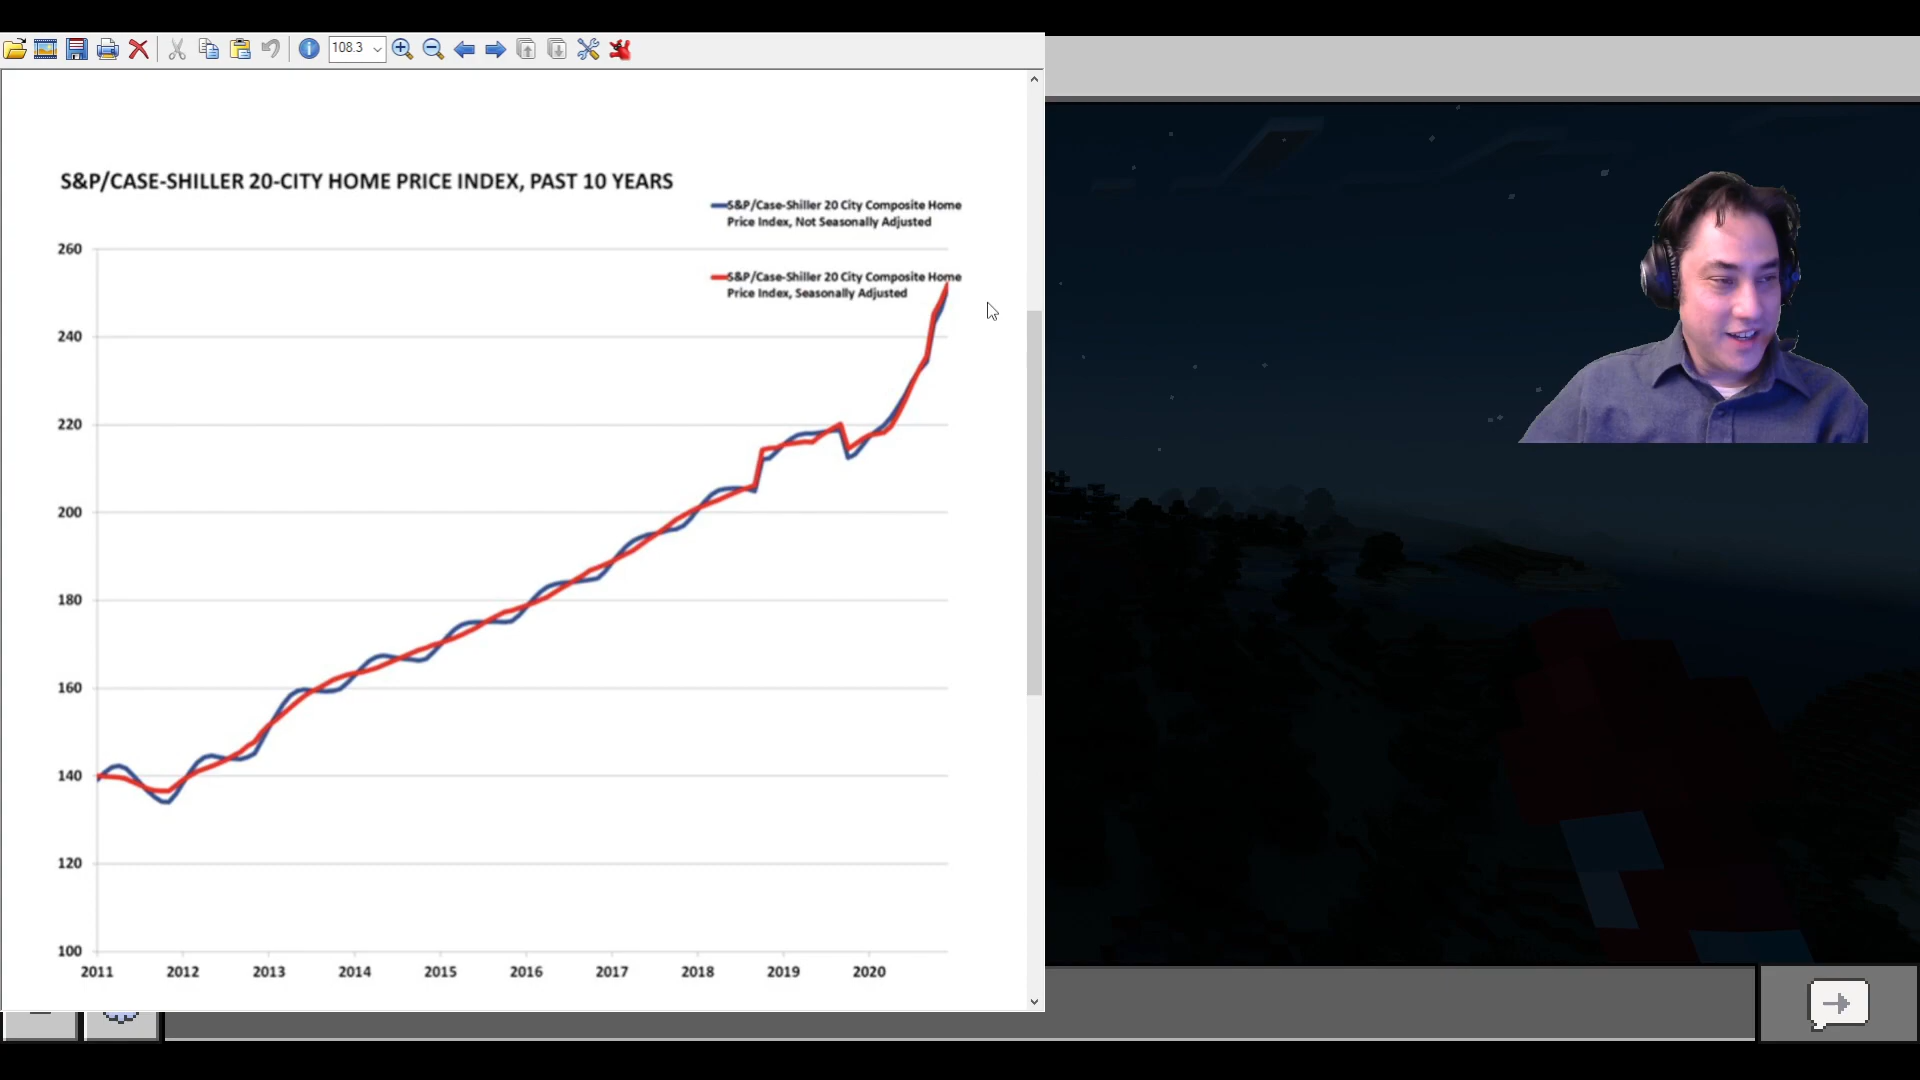 108.3
S&P/CASE-SHILLER 20-CITY HOME PRICE INDEX, PAST 10 YEARS
S&P/Case-Shiller 20 City Composite Home
Price Index, Not Seasonally Adjusted
S&P/Case-Shiller 20 City Composite Home
Price Index, Seasonally Adjusted
260
240
220
200
180
160
140
120
100
2011 2012 2013 2014 2015 2016 2017 2018 2019 2020